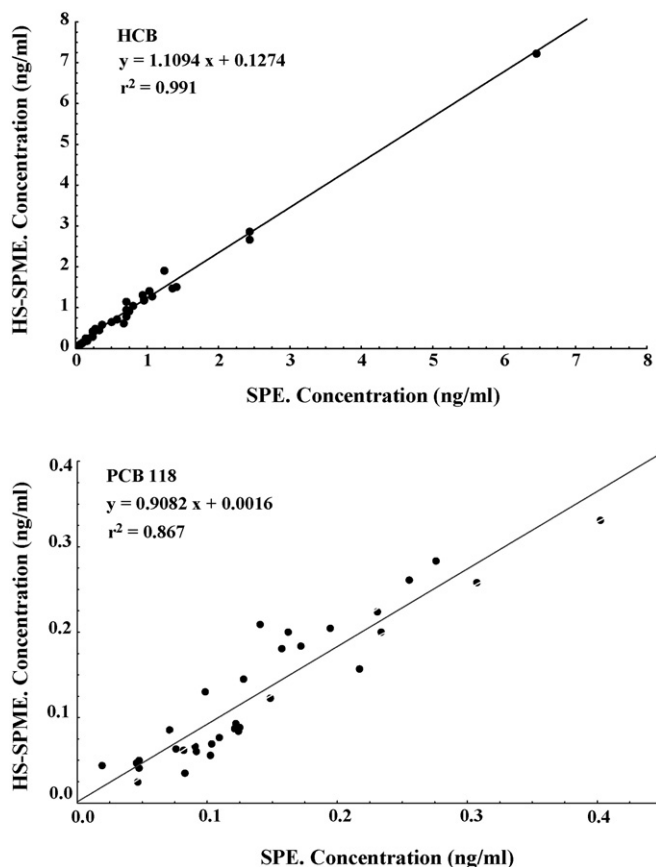 8
HCB
7
y = 1.1094 x + 0.1274
6
r² = 0.991
5
4
3
2
1
0
HS-SPME. Concentration (ng/ml)
0 1 2 3 4 5 6 7 8
SPE. Concentration (ng/ml)
0.4
PCB 118
y = 0.9082 x + 0.0016
0.3
r² = 0.867
0.2
0.1
0.0
HS-SPME. Concentration (ng/ml)
0.0 0.1 0.2 0.3 0.4
SPE. Concentration (ng/ml)